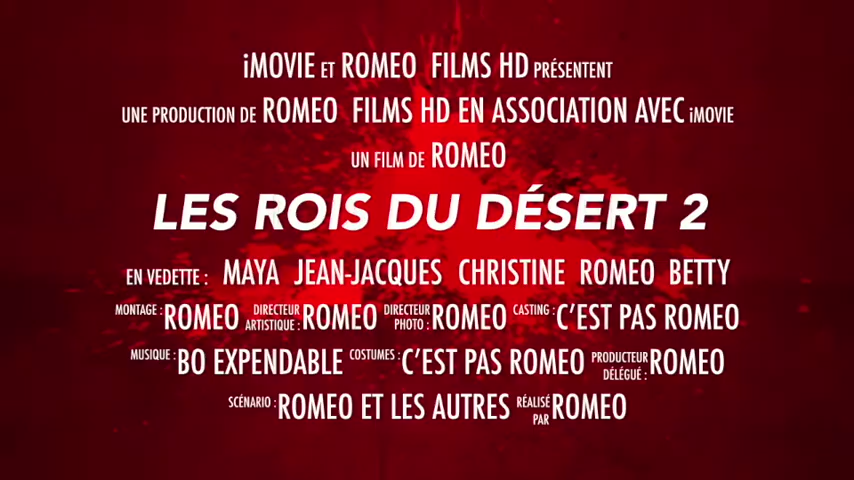 iMOVIE ET ROMEO FILMS HD PRÉSENTENT
UNE PRODUCTION DE ROMEO FILMS HD EN ASSOCIATION AVEC iMOVIE
UN FILM DE ROMEO
LES ROIS DU DÉSERT 2
EN VEDETTE : MAYA JEAN-JACQUES CHRISTINE ROMEO BETTY
MONTAGE : ROMEO DIRECTEUR ARTISTIQUE : ROMEO DIRECTEUR PHOTO : ROMEO CASTING : C'EST PAS ROMEO
MUSIQUE : BO EXPENDABLE COSTUMES : C'EST PAS ROMEO PRODUCTEUR DÉLÉGUÉ : ROMEO
SCÉNARIO : ROMEO ET LES AUTRES RÉALISÉ PAR ROMEO